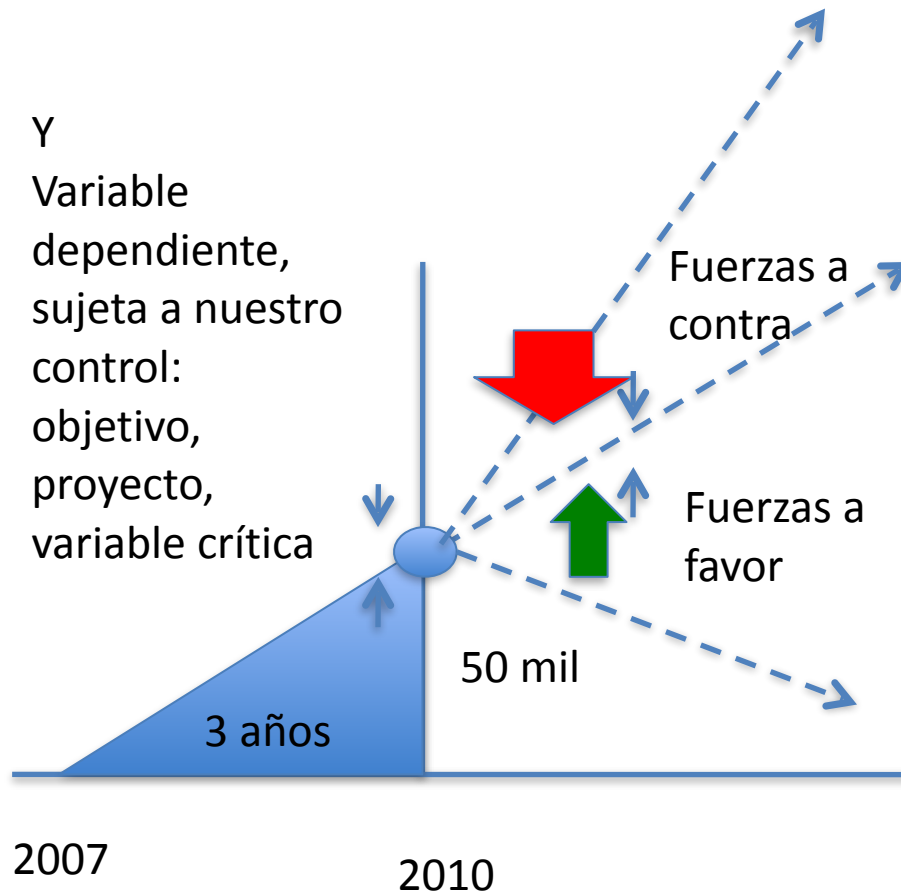 Y
Variable
dependiente,
sujeta a nuestro
control:
objetivo,
proyecto,
variable crítica
Fuerzas a
contra
Fuerzas a
favor
50 mil
3 años
2007
2010